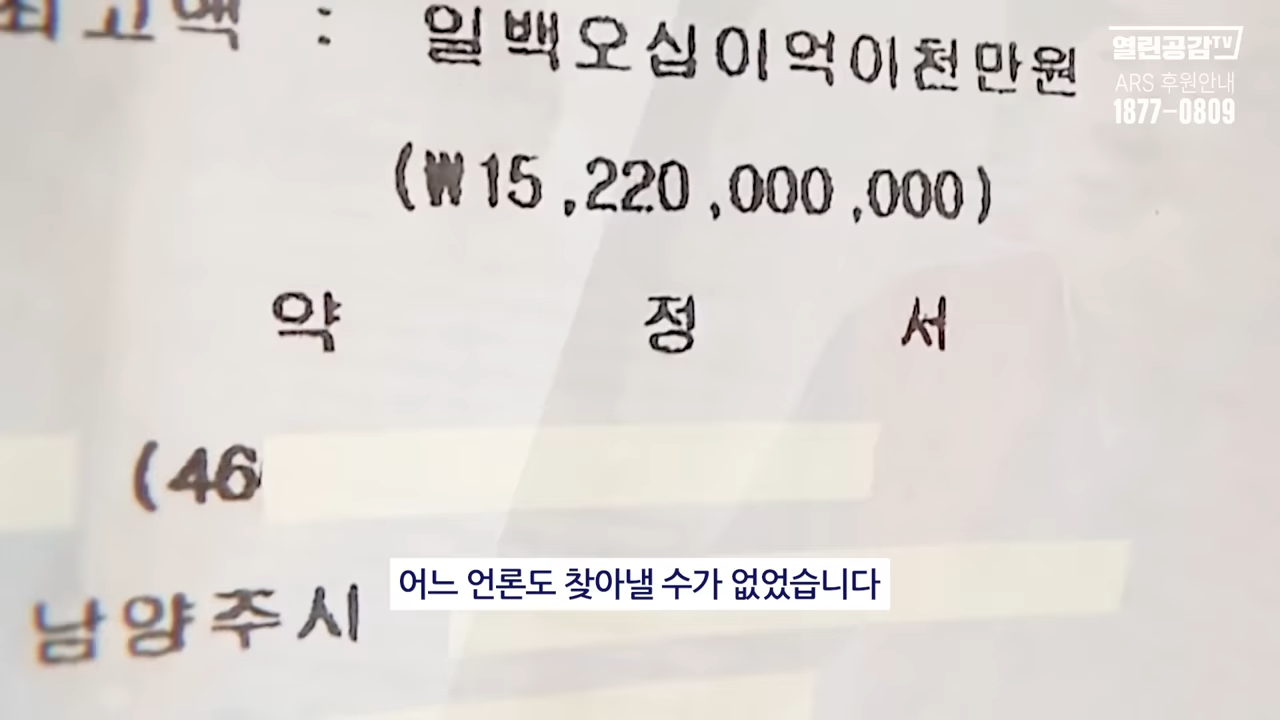 최고액 : 일백오십이억이천만원
열린공감TV
ARS 후원안내
1877-0809
(₩15,220,000,000)
약 정 서
(46
남양주시
어느 언론도 찾아낼 수가 없었습니다